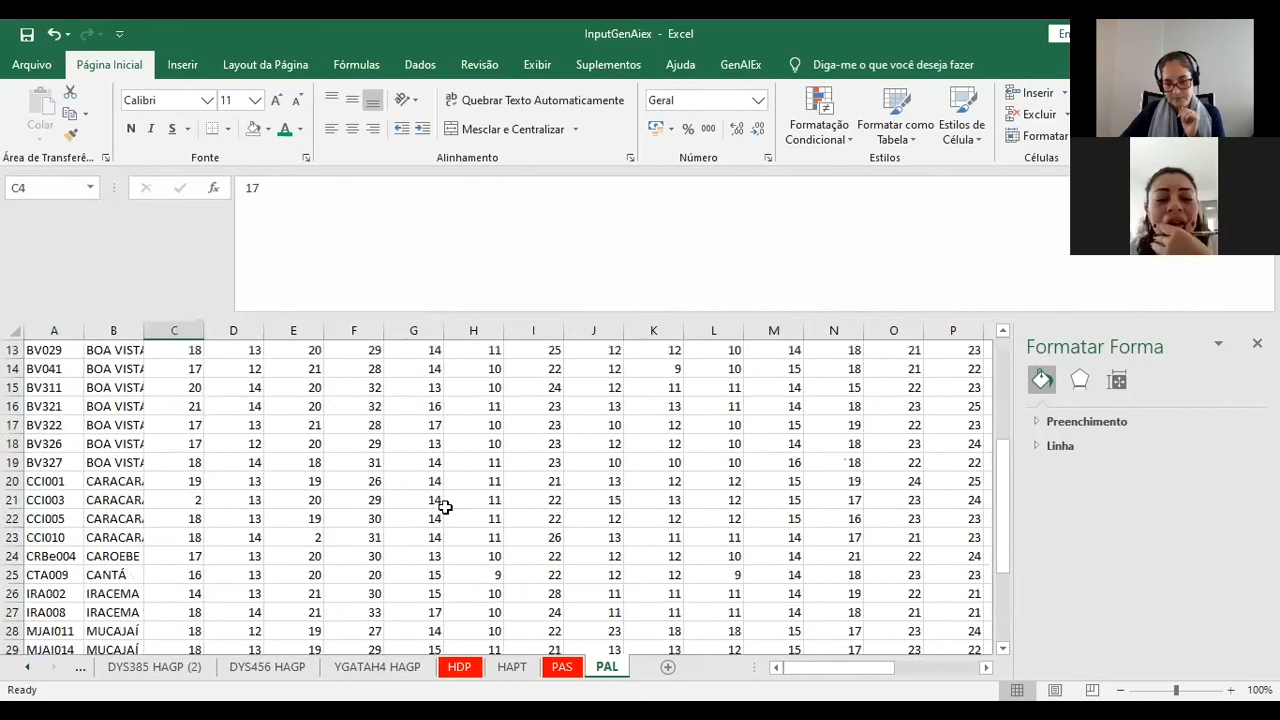 InputGenAiex - Excel
En
Arquivo Página Inicial Inserir Layout da Página Fórmulas Dados Revisão Exibir Suplementos Ajuda GenAlEx Diga-me o que você deseja fazer
Colar Calibri 11 A A ab Quebrar Texto Automaticamente Geral Formatação Condicional Formatar como Tabela Estilos de Célula Inserir
N I S A Mesclar e Centralizar % 000 Excluir
Formatar
Área de Transferê... Fonte Alinhamento Número Estilos Células
C4 fx 17
A B C D E F G H I J K L M N O P
13 BV029 BOA VISTA 18 13 20 29 14 11 25 12 12 10 14 18 21 23
14 BV041 BOA VISTA 17 12 21 28 14 10 22 12 9 10 15 18 21 22
15 BV311 BOA VISTA 20 14 20 32 13 10 24 12 11 11 14 15 22 23
16 BV321 BOA VISTA 21 14 20 32 16 11 23 13 13 11 14 18 23 25
17 BV322 BOA VISTA 17 13 21 28 17 10 23 10 12 10 15 19 22 23
18 BV326 BOA VISTA 17 12 20 29 13 10 23 12 12 10 14 18 23 24
19 BV327 BOA VISTA 18 14 18 31 14 11 23 10 10 10 16 18 22 22
20 CCI001 CARACARA 19 13 19 26 14 11 21 13 12 12 15 19 24 25
21 CCI003 CARACARA 2 13 20 29 14 11 22 15 13 12 15 17 23 24
22 CCI005 CARACARA 18 13 19 30 14 11 22 12 12 12 15 16 23 23
23 CCI010 CARACARA 18 14 2 31 14 11 26 13 11 11 14 17 21 23
24 CRBe004 CAROEBE 17 13 20 30 13 10 22 12 12 10 14 21 22 24
25 CTA009 CANTÁ 16 13 20 20 15 9 22 12 12 9 14 18 23 23
26 IRA002 IRACEMA 14 13 21 30 15 10 28 11 11 11 14 19 22 21
27 IRA008 IRACEMA 18 14 21 33 17 10 24 11 11 11 14 18 21 21
28 MJAI011 MUCAJAÍ 18 12 19 27 14 10 22 23 18 18 15 17 23 24
29 MJAI014 MUCAJAÍ 18 14 19 29 15 11 21 13 13 12 15 17 23 22
Formatar Forma
Preenchimento
Linha
... DYS385 HAGP (2) DYS456 HAGP YGATAH4 HAGP HDP HAPT PAS PAL
Ready 100%